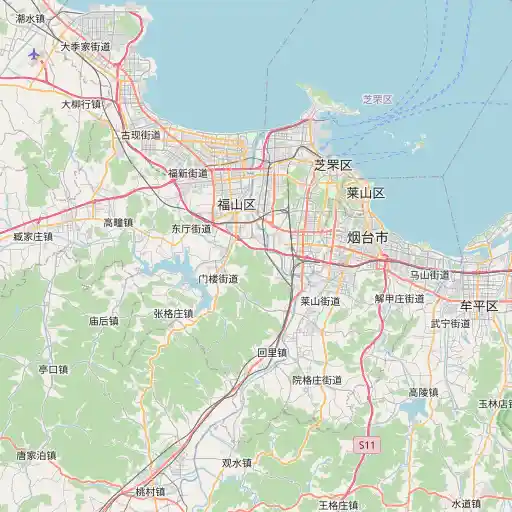 潮水镇
大季家街道
大柳行镇
芝罘区
古现街道
芝罘区
福新街道
莱山区
福山区
高疃镇
东厅街道
臧家庄镇
烟台市
马山街道
门楼街道
莱山街道
解甲庄街道
牟平区
张格庄镇
庙后镇
武宁街道
回里镇
亭口镇
院格庄街道
高陵镇
玉林店镇
S11
唐家泊镇
观水镇
桃村镇
王格庄镇
水道镇